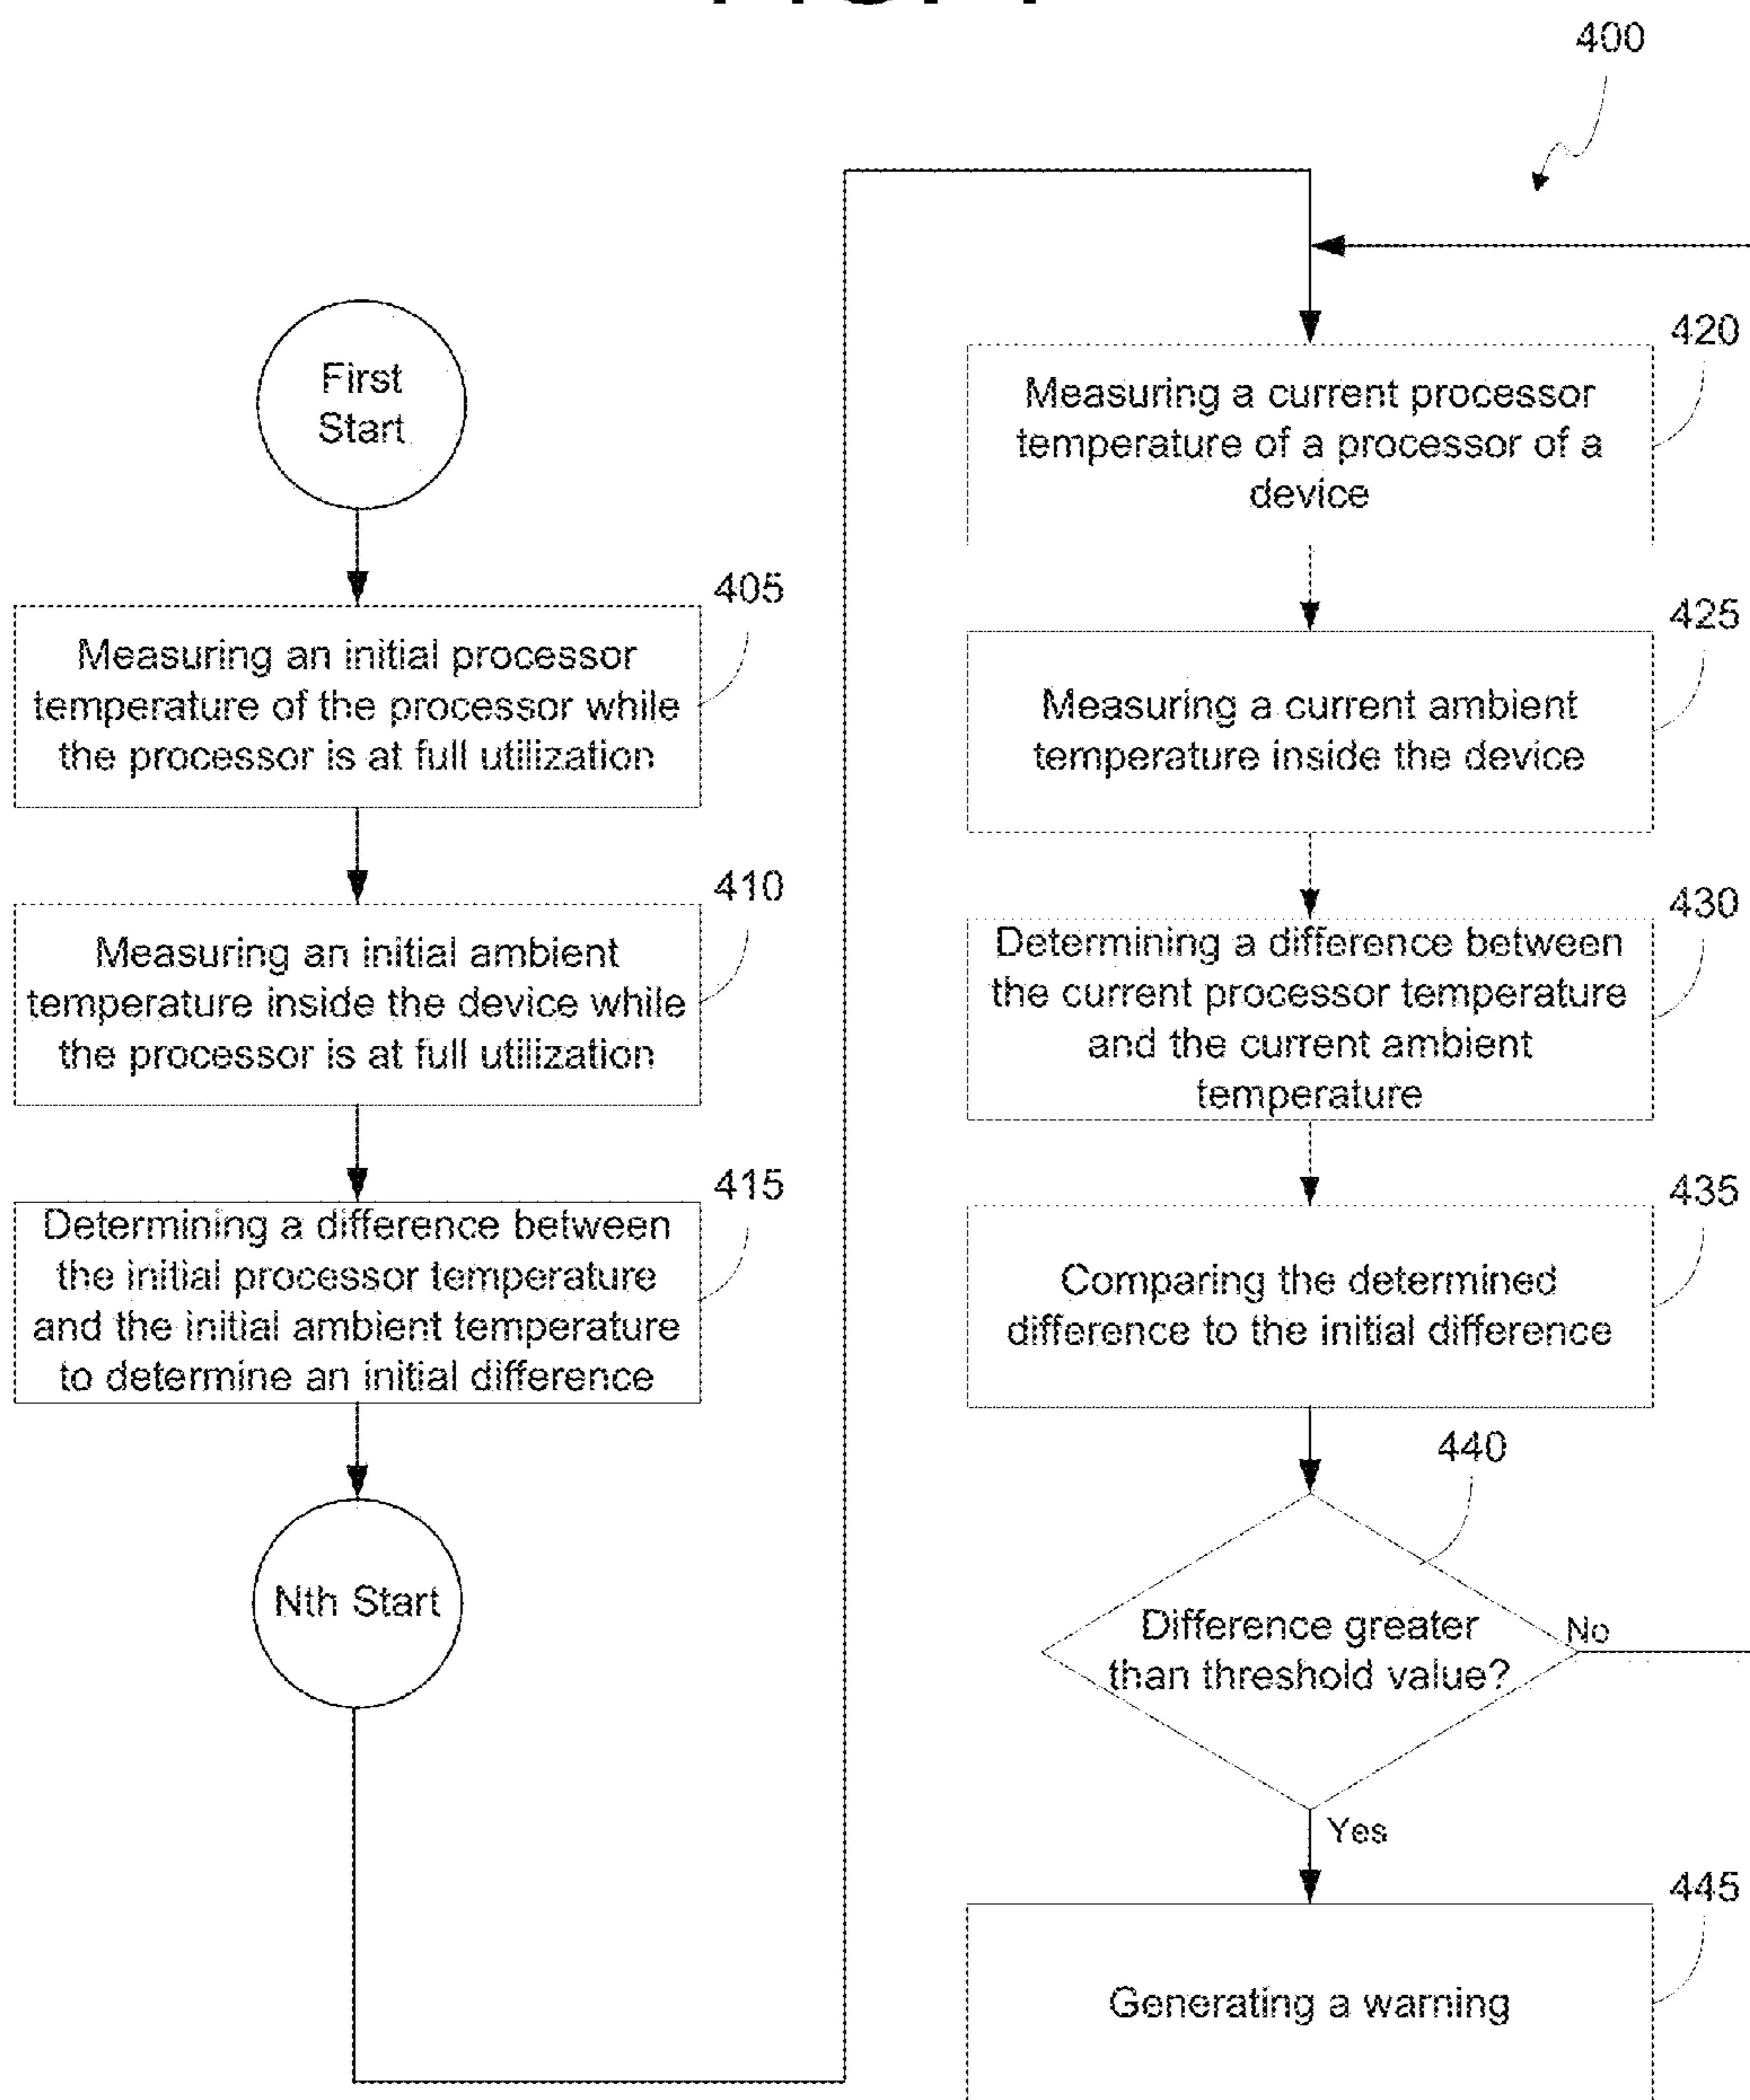 400
First
Start
405
Measuring an initial processor
temperature of the processor while
the processor is at full utilization
410
Measuring an initial ambient
temperature inside the device while
the processor is at full utilization
415
Determining a difference between
the initial processor temperature
and the initial ambient temperature
to determine an initial difference
Nth Start
420
Measuring a current processor
temperature of a processor of a
device
425
Measuring a current ambient
temperature inside the device
430
Determining a difference between
the current processor temperature
and the current ambient
temperature
435
Comparing the determined
difference to the initial difference
440
Difference greater
than threshold value?
No
Yes
445
Generating a warning